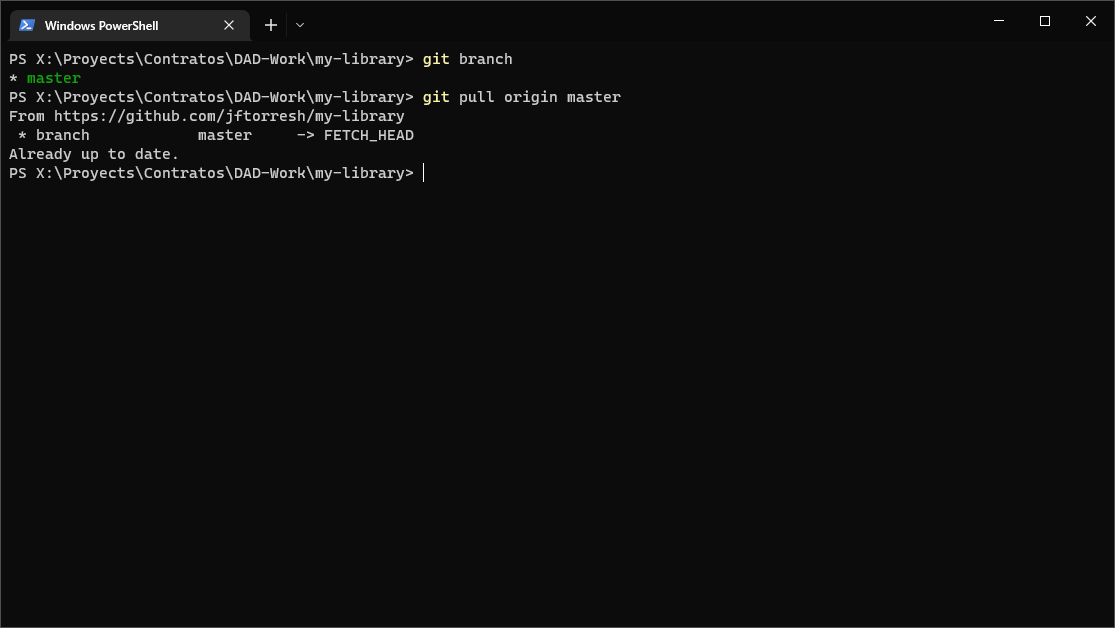 Windows PowerShell
PS X:\Proyects\Contratos\DAD-Work\my-library> git branch
* master
PS X:\Proyects\Contratos\DAD-Work\my-library> git pull origin master
From https://github.com/jftorresh/my-library
 * branch            master     -> FETCH_HEAD
Already up to date.
PS X:\Proyects\Contratos\DAD-Work\my-library>